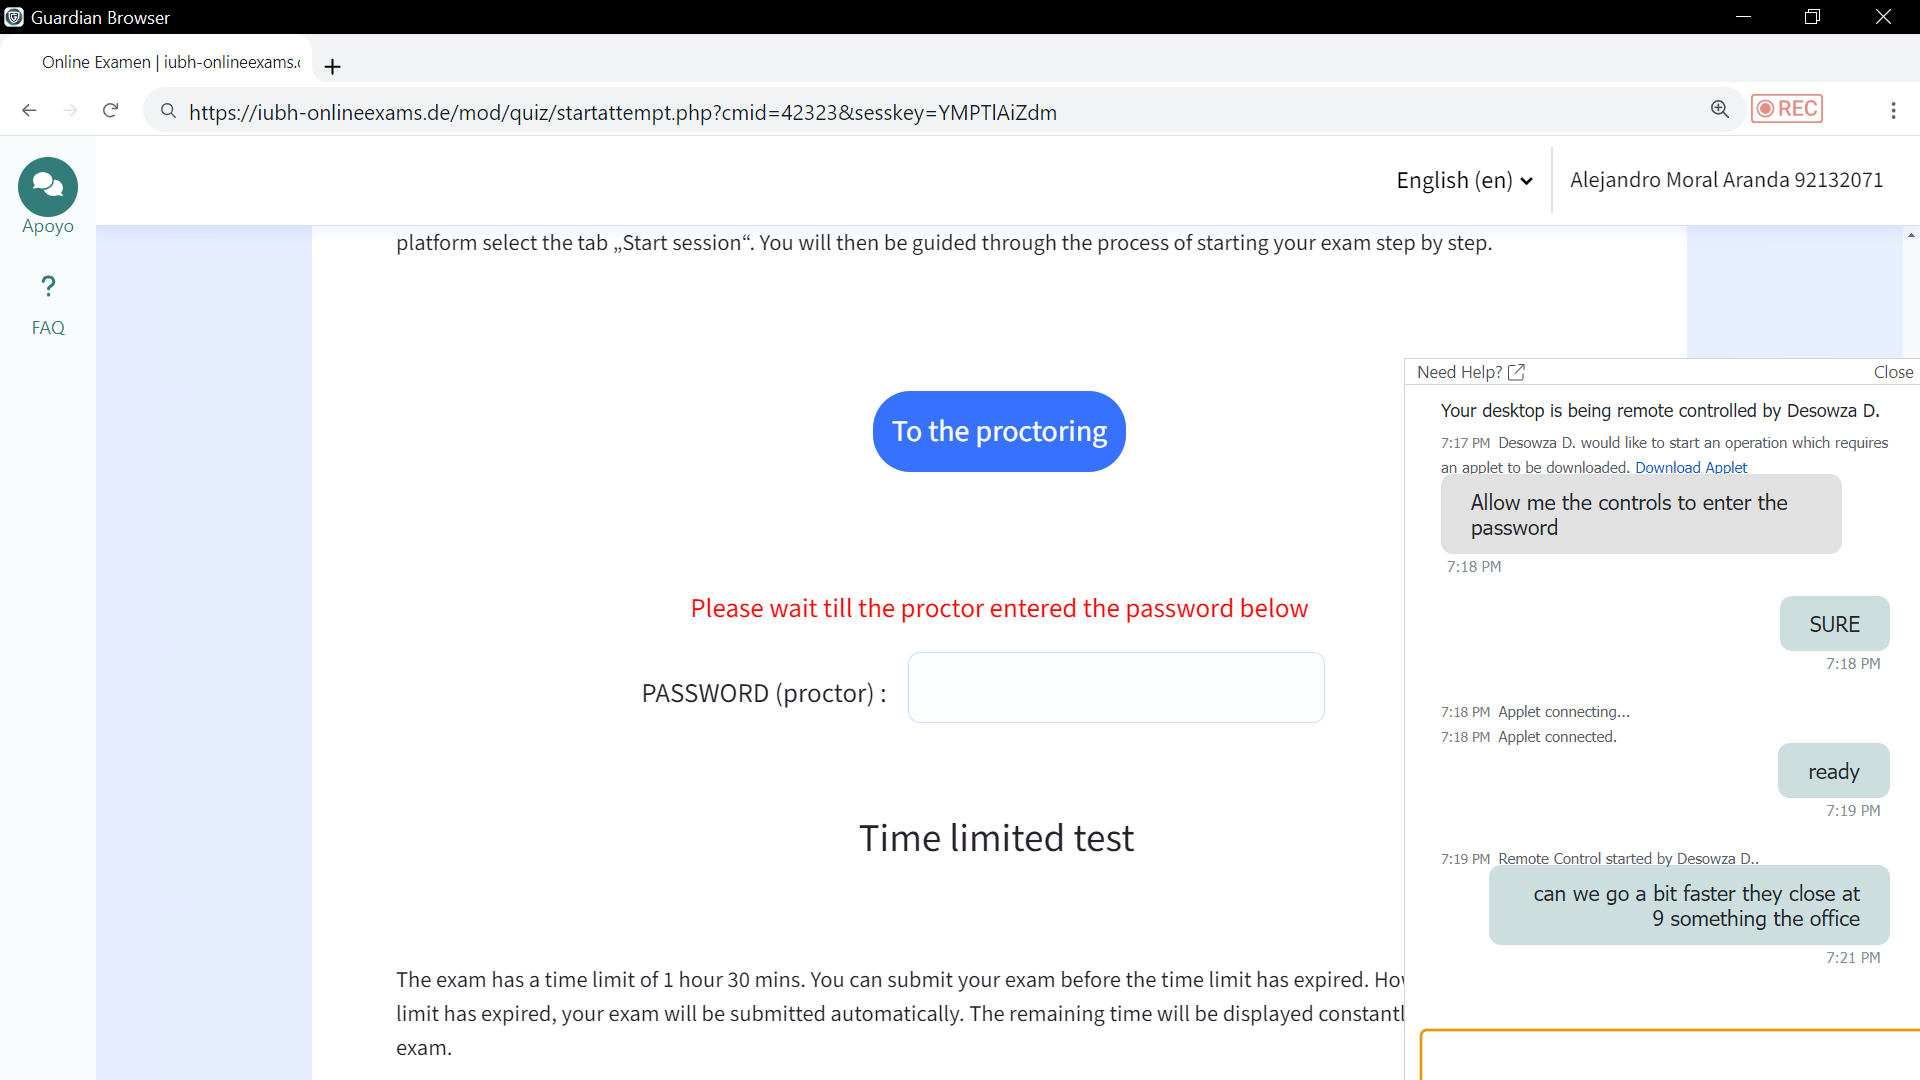 Guardian Browser
Online Examen | iubh-onlineexams.
https://iubh-onlineexams.de/mod/quiz/startattempt.php?cmid=42323&sesskey=YMPTlAiZdm
REC
Apoyo
FAQ
English (en)
Alejandro Moral Aranda 92132071
platform select the tab „Start session“. You will then be guided through the process of starting your exam step by step.
To the proctoring
Please wait till the proctor entered the password below
PASSWORD (proctor) :
Time limited test
The exam has a time limit of 1 hour 30 mins. You can submit your exam before the time limit has expired.
limit has expired, your exam will be submitted automatically. The remaining time will be displayed
exam.
Need Help?
Close
Your desktop is being remote controlled by Desowza D.
7:17 PM Desowza D. would like to start an operation which requires
an applet to be downloaded. Download Applet
Allow me the controls to enter the
password
7:18 PM
SURE
7:18 PM
7:18 PM Applet connecting...
7:18 PM Applet connected.
ready
7:19 PM
7:19 PM Remote Control started by Desowza D..
can we go a bit faster they close at
9 something the office
7:21 PM